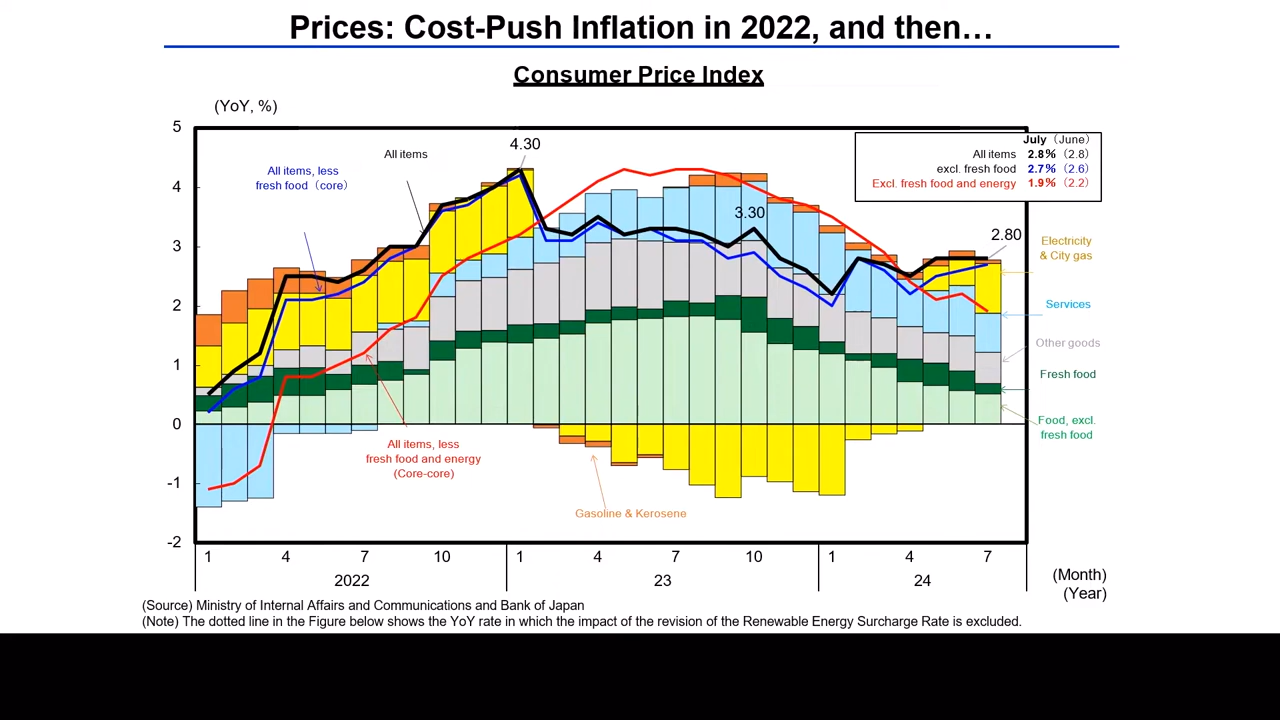 Prices: Cost-Push Inflation in 2022, and then…
Consumer Price Index
(YoY, %)
5
4
3
2
1
0
-1
-2
All items, less
fresh food（core）
All items
4.30
3.30
2.80
July（June）
All items 2.8%（2.8）
excl. fresh food 2.7%（2.6）
Excl. fresh food and energy 1.9%（2.2）
Electricity
& City gas
Services
Other goods
Fresh food
Food, excl.
fresh food
All items, less
fresh food and energy
(Core-core)
Gasoline & Kerosene
1 4 7 10 1 4 7 10 1 4 7
2022 23 24
(Month)
(Year)
(Source) Ministry of Internal Affairs and Communications and Bank of Japan
(Note) The dotted line in the Figure below shows the YoY rate in which the impact of the revision of the Renewable Energy Surcharge Rate is excluded.